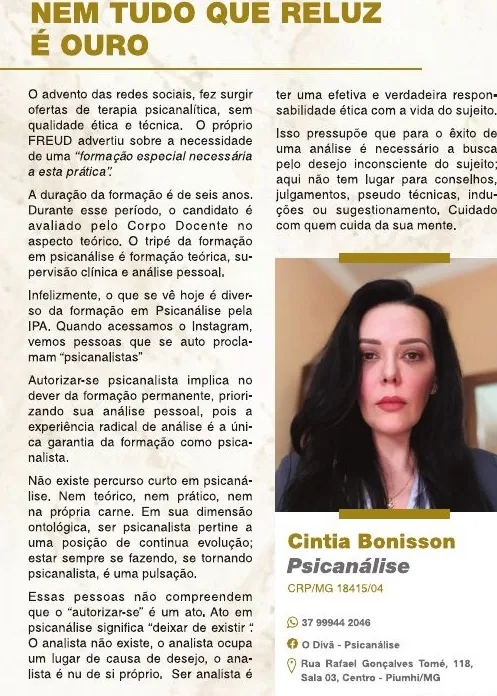 NEM TUDO QUE RELUZ
É OURO
O advento das redes sociais, fez surgir
ofertas de terapia psicanalítica, sem
qualidade ética e técnica. O próprio
FREUD advertiu sobre a necessidade
de uma “formação especial necessária
a esta prática”.
A duração da formação é de seis anos.
Durante esse período, o candidato é
avaliado pelo Corpo Docente no
aspecto teórico. O tripé da formação
em psicanálise é formação teórica, su-
pervisão clínica e análise pessoal.
Infelizmente, o que se vê hoje é diver-
so da formação em Psicanálise pela
IPA. Quando acessamos o Instagram,
vemos pessoas que se auto procla-
mam “psicanalistas”
Autorizar-se psicanalista implica no
dever da formação permanente, priori-
zando sua análise pessoal, pois a
experiência radical de análise é a úni-
ca garantia da formação como psica-
nalista.
Não existe percurso curto em psicaná-
lise. Nem teórico, nem prático, nem
na própria carne. Em sua dimensão
ontológica, ser psicanalista pertine a
uma posição de continua evolução;
estar sempre se fazendo, se tornando
psicanalista, é uma pulsação.
Essas pessoas não compreendem
que o “autorizar-se” é um ato. Ato em
psicanálise significa “deixar de existir “.
O analista não existe, o analista ocupa
um lugar de causa de desejo, o ana-
lista é nu de si próprio. Ser analista é
ter uma efetiva e verdadeira respon-
sabilidade ética com a vida do sujeito.
Isso pressupõe que para o êxito de
uma análise é necessário a busca
pelo desejo inconsciente do sujeito;
aqui não tem lugar para conselhos,
julgamentos, pseudo técnicas, indu-
ções ou sugestionamento. Cuidado
com quem cuida da sua mente.
Cintia Bonisson
Psicanálise
CRP/MG 18415/04
37 99944 2046
O Divã - Psicanálise
Rua Rafael Gonçalves Tomé, 118,
Sala 03, Centro - Piumhi/MG